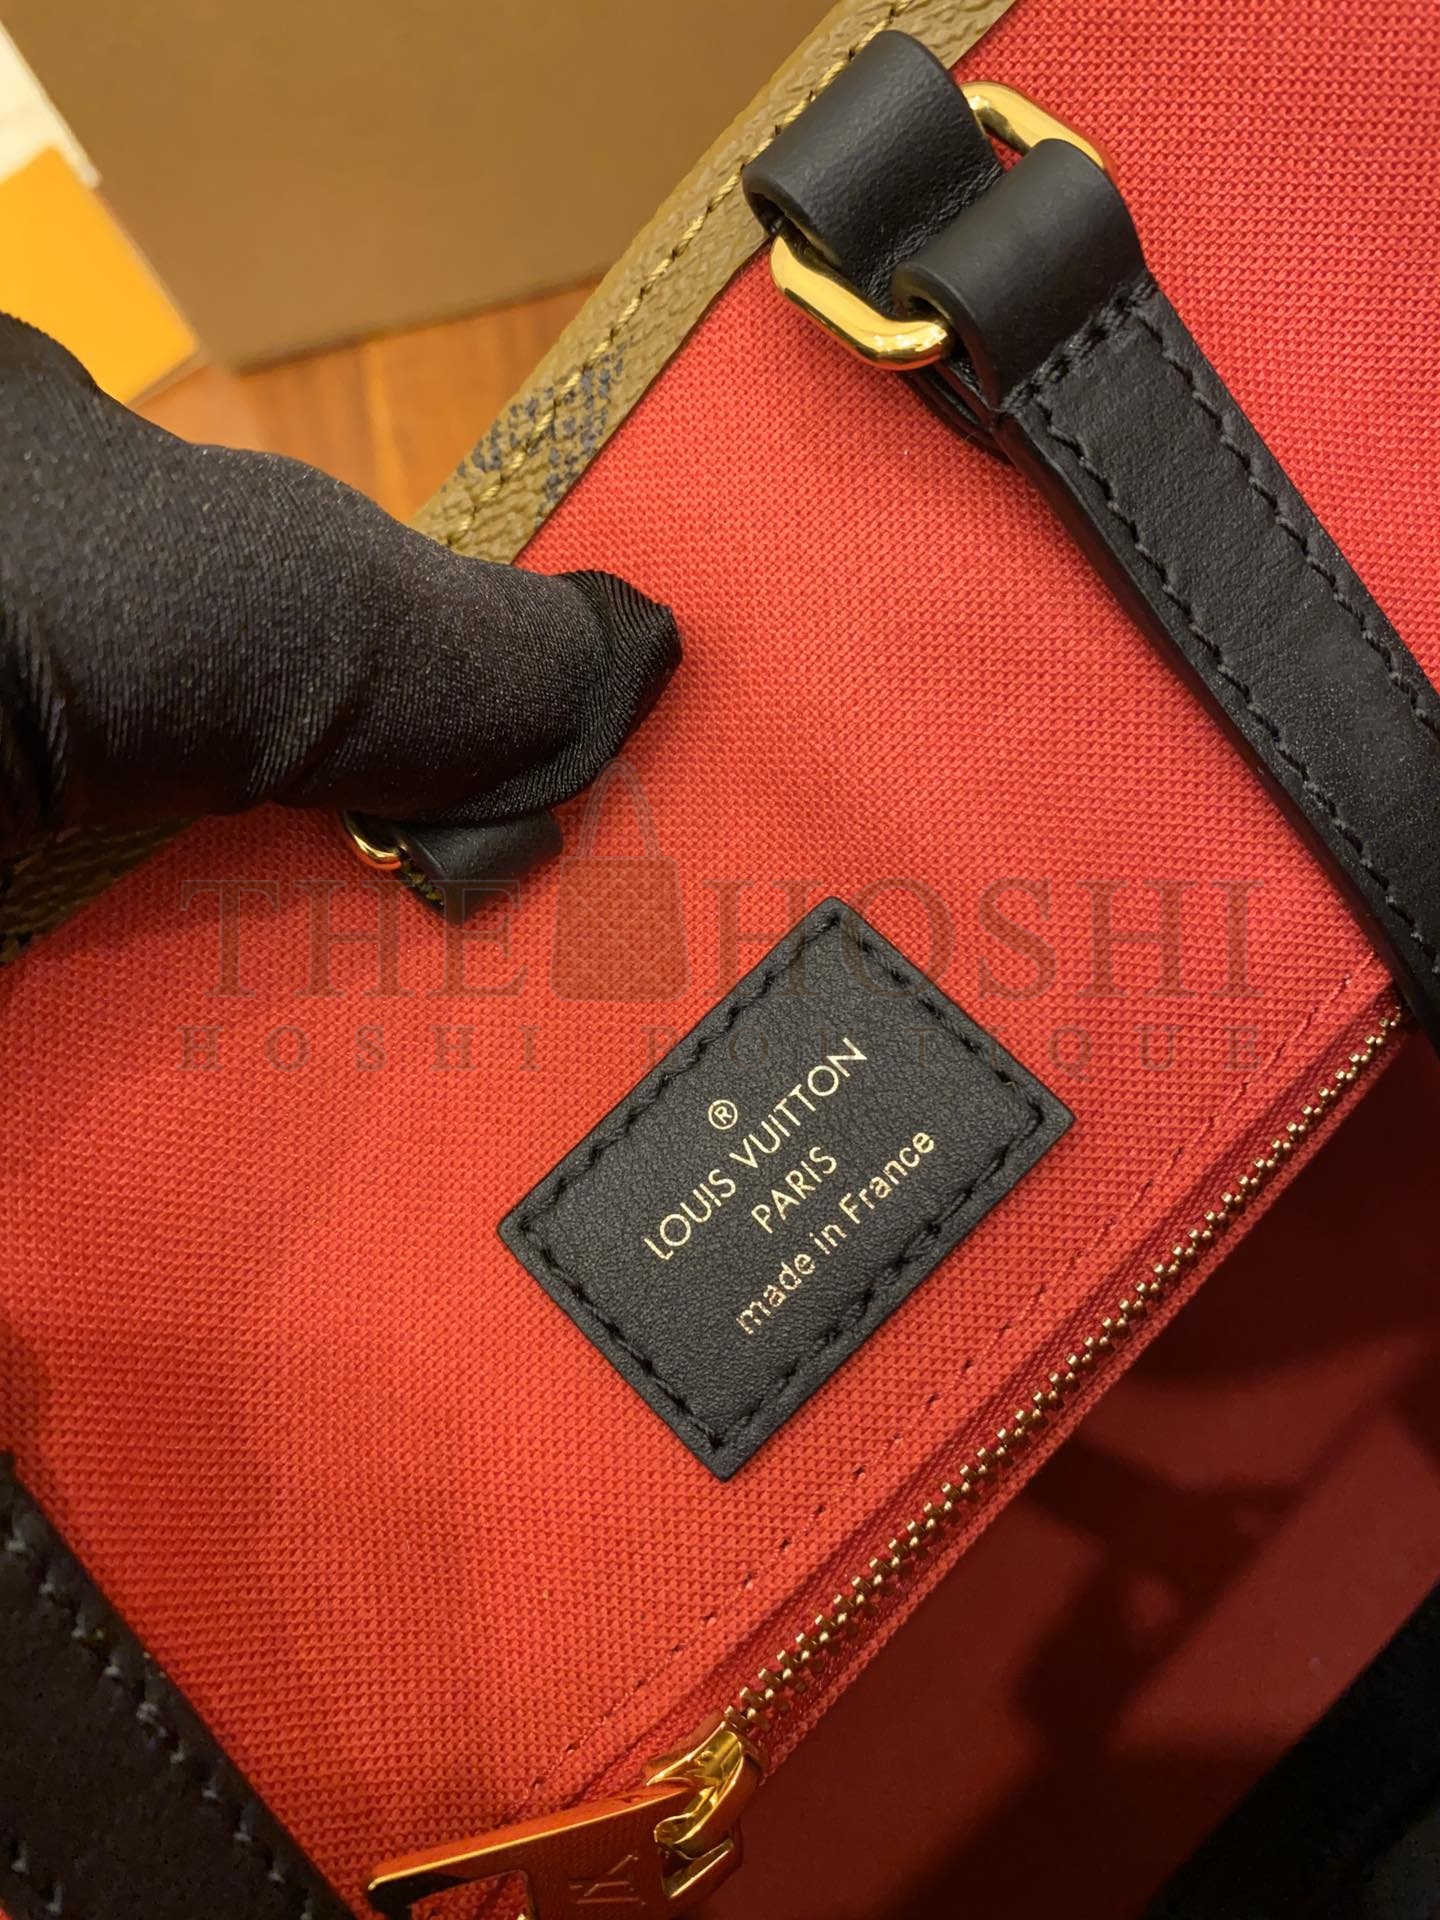 THE HOSHI
HOSHI BOUTIQUE
®
LOUIS VUITTON
PARIS
made in France